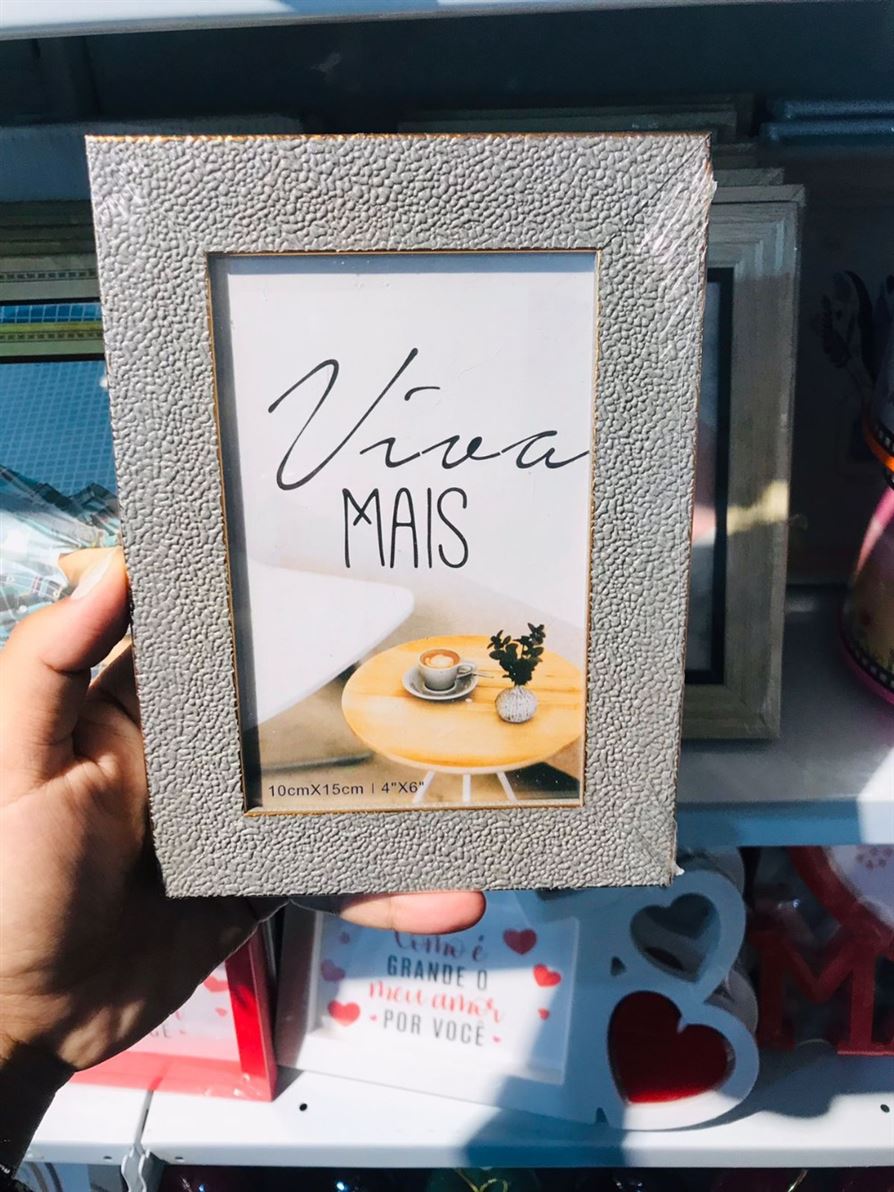 Viva
MAIS
10cmX15cm | 4"X6"
Como é
GRANDE O
meu amor
POR VOCÊ